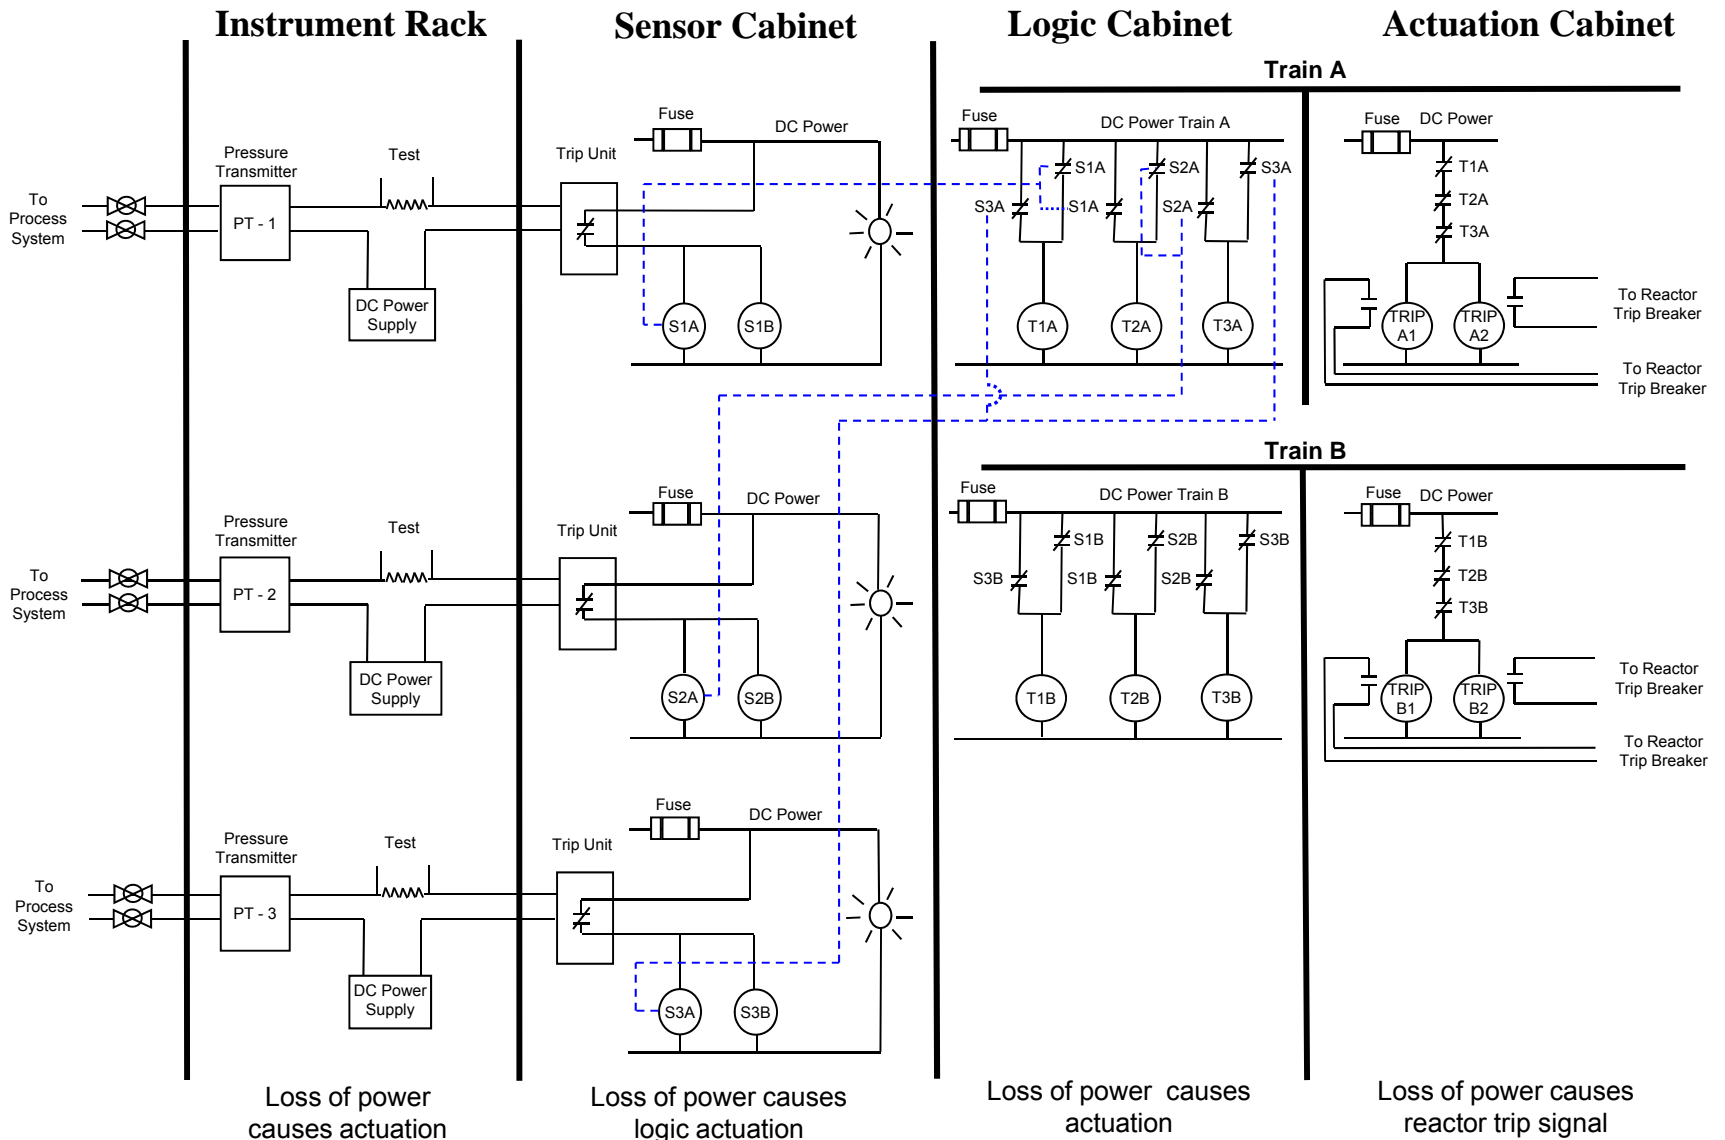 Instrument Rack
Sensor Cabinet
Logic Cabinet
Actuation Cabinet
Train A
Fuse
DC Power
Fuse
DC Power Train A
Fuse
DC Power
Pressure
Transmitter
Test
Trip Unit
To
Process
System
PT - 1
DC Power
Supply
S1A
S1B
S1A
S2A
S3A
S3A
S1A
S2A
T1A
T2A
T3A
T1A
T2A
T3A
TRIP
A1
TRIP
A2
To Reactor
Trip Breaker
To Reactor
Trip Breaker
Train B
Fuse
DC Power
Fuse
DC Power Train B
Fuse
DC Power
Pressure
Transmitter
Test
Trip Unit
To
Process
System
PT - 2
DC Power
Supply
S2A
S2B
S1B
S2B
S3B
S3B
S1B
S2B
T1B
T2B
T3B
T1B
T2B
T3B
TRIP
B1
TRIP
B2
To Reactor
Trip Breaker
To Reactor
Trip Breaker
Fuse
DC Power
Pressure
Transmitter
Test
Trip Unit
To
Process
System
PT - 3
DC Power
Supply
S3A
S3B
Loss of power
causes actuation
Loss of power causes
logic actuation
Loss of power  causes
actuation
Loss of power causes
reactor trip signal